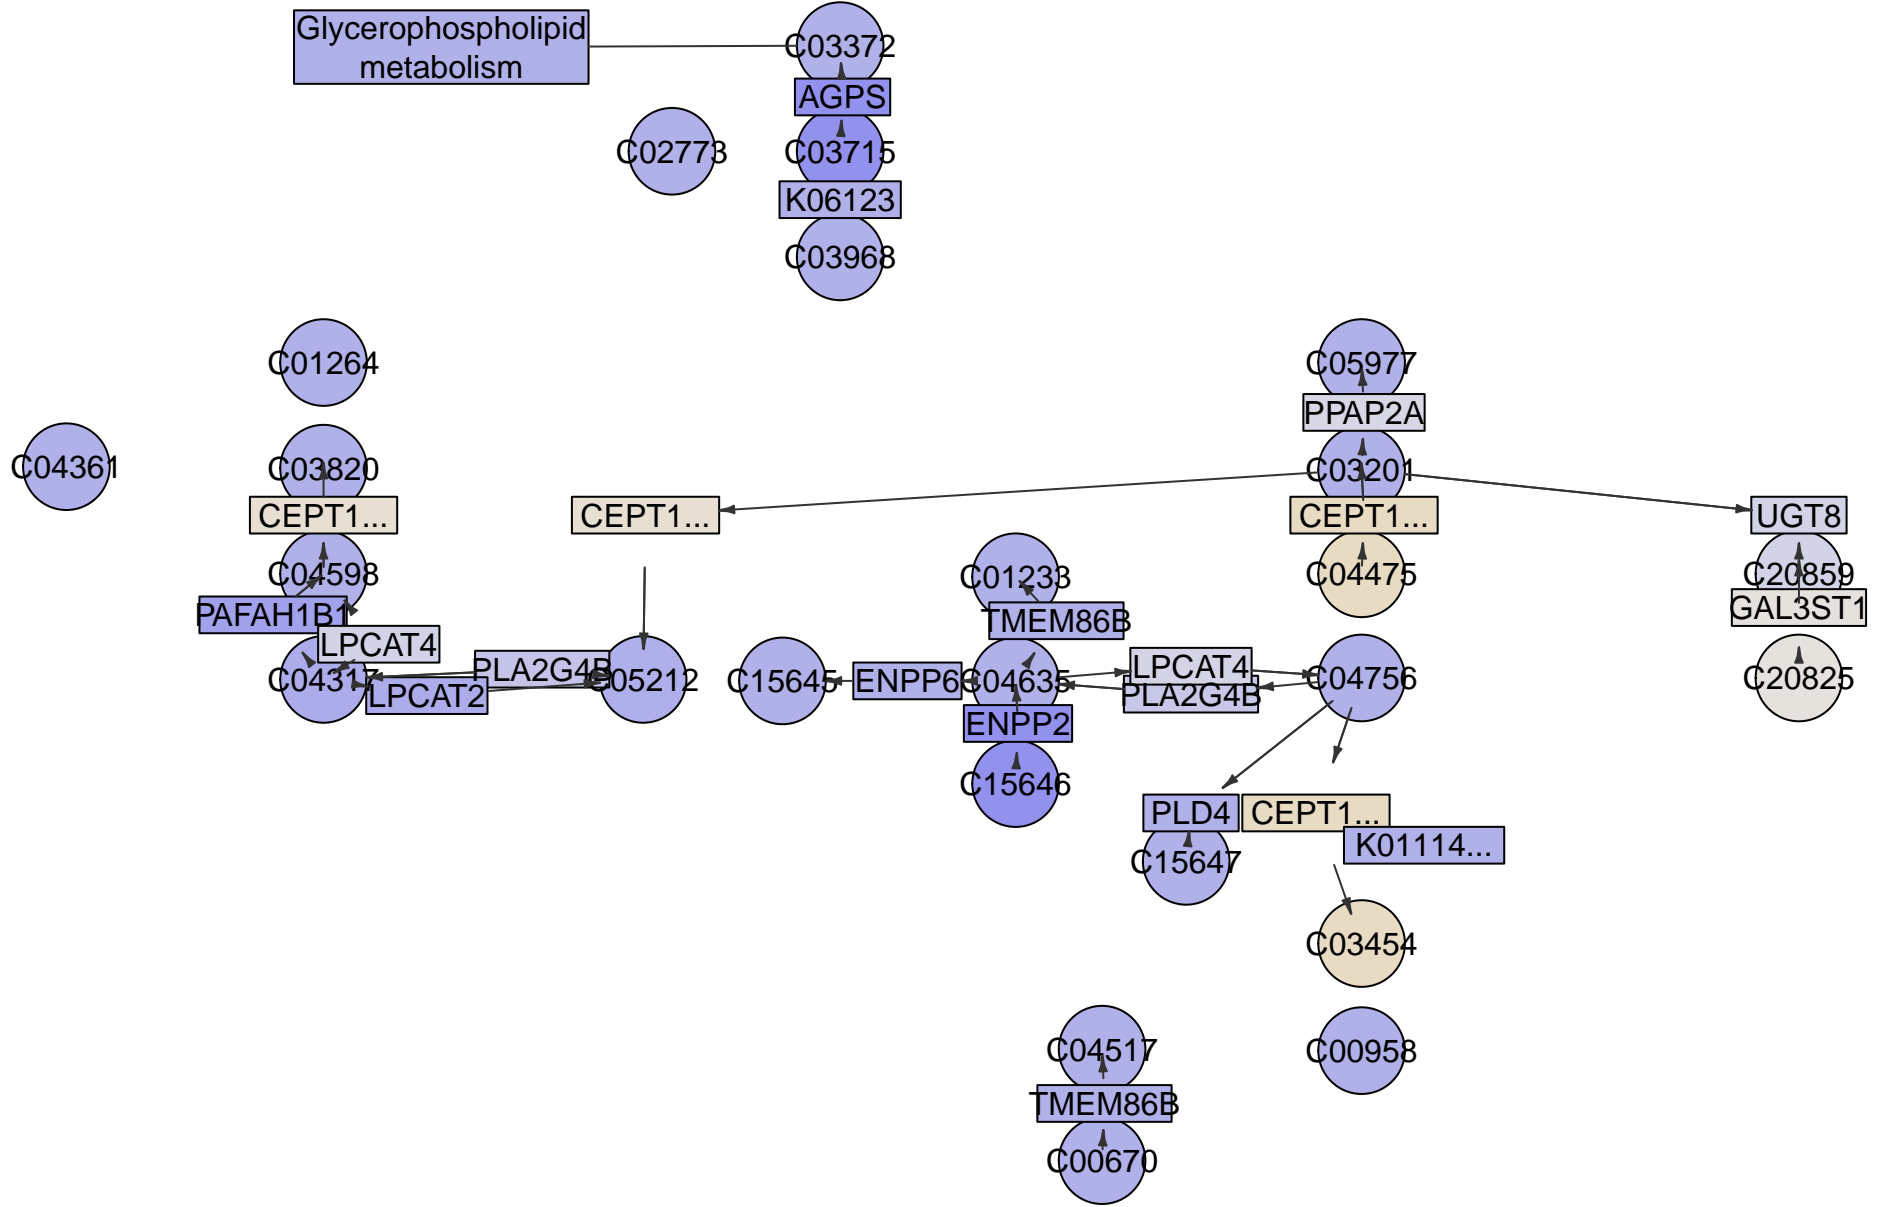 Glycerophospholipid
metabolism
C03372
AGPS
C02773
C03715
K06123
C03968
C01264
C05977
PPAP2A
C04361
C03820
C03201
CEPT1...
CEPT1...
CEPT1...
UGT8
C04598
C01233
C04475
C20859
PAFAH1B1
TMEM86B
GAL3ST1
LPCAT4
C04317
PLA2G4B
LPCAT2
C05212
C15645
ENPP6
C04635
LPCAT4
PLA2G4B
C04756
C20825
ENPP2
C15646
PLD4
CEPT1...
K01114...
C15647
C03454
C04517
C00958
TMEM86B
C00670